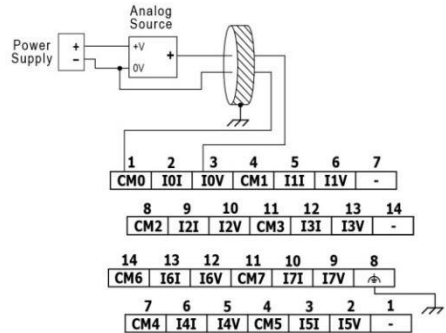 Analog
Source
Power
Supply
+
−
+V
0V
+
1 2 3 4 5 6 7
CM0 I0I I0V CM1 I1I I1V -
8 9 10 11 12 13 14
CM2 I2I I2V CM3 I3I I3V -
14 13 12 11 10 9 8
CM6 I6I I6V CM7 I7I I7V
7 6 5 4 3 2 1
CM4 I4I I4V CM5 I5I I5V -